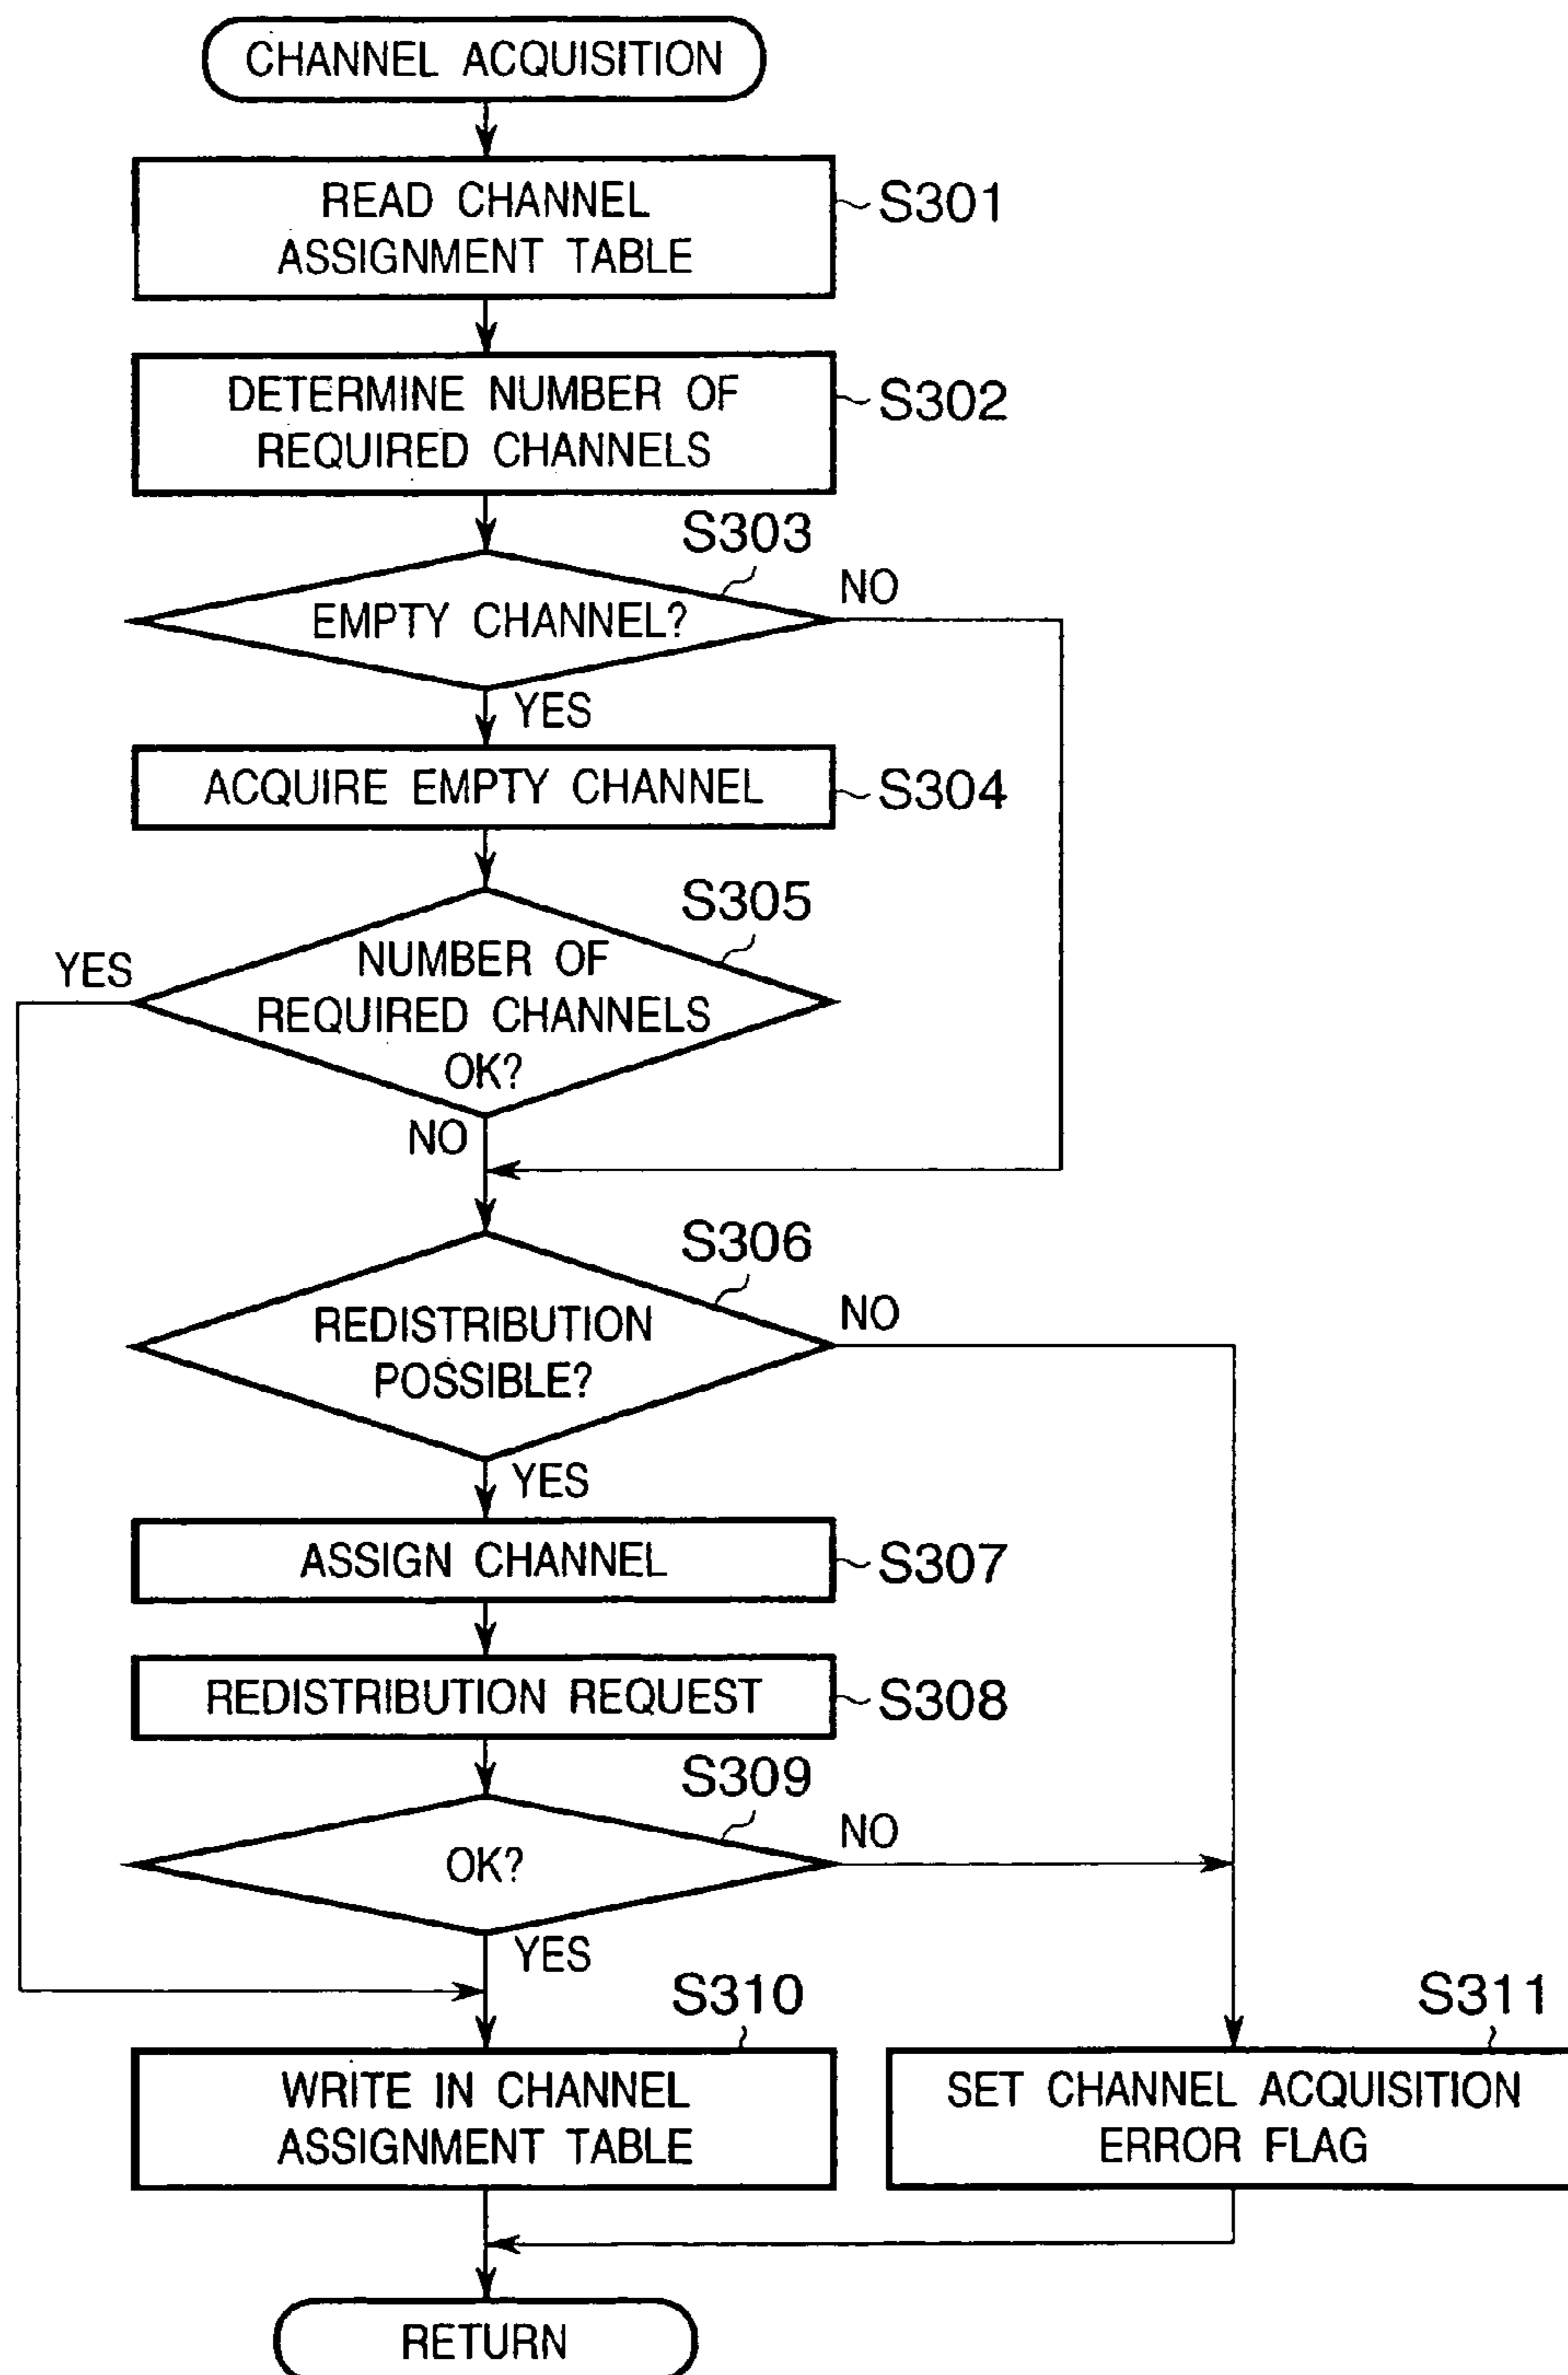 CHANNEL ACQUISITION
READ CHANNEL
ASSIGNMENT TABLE
S301
DETERMINE NUMBER OF
REQUIRED CHANNELS
S302
S303
EMPTY CHANNEL?
NO
YES
ACQUIRE EMPTY CHANNEL
S304
S305
YES
NUMBER OF
REQUIRED CHANNELS
OK?
NO
S306
REDISTRIBUTION
POSSIBLE?
NO
YES
ASSIGN CHANNEL
S307
REDISTRIBUTION REQUEST
S308
S309
OK?
NO
YES
S310
WRITE IN CHANNEL
ASSIGNMENT TABLE
S311
SET CHANNEL ACQUISITION
ERROR FLAG
RETURN